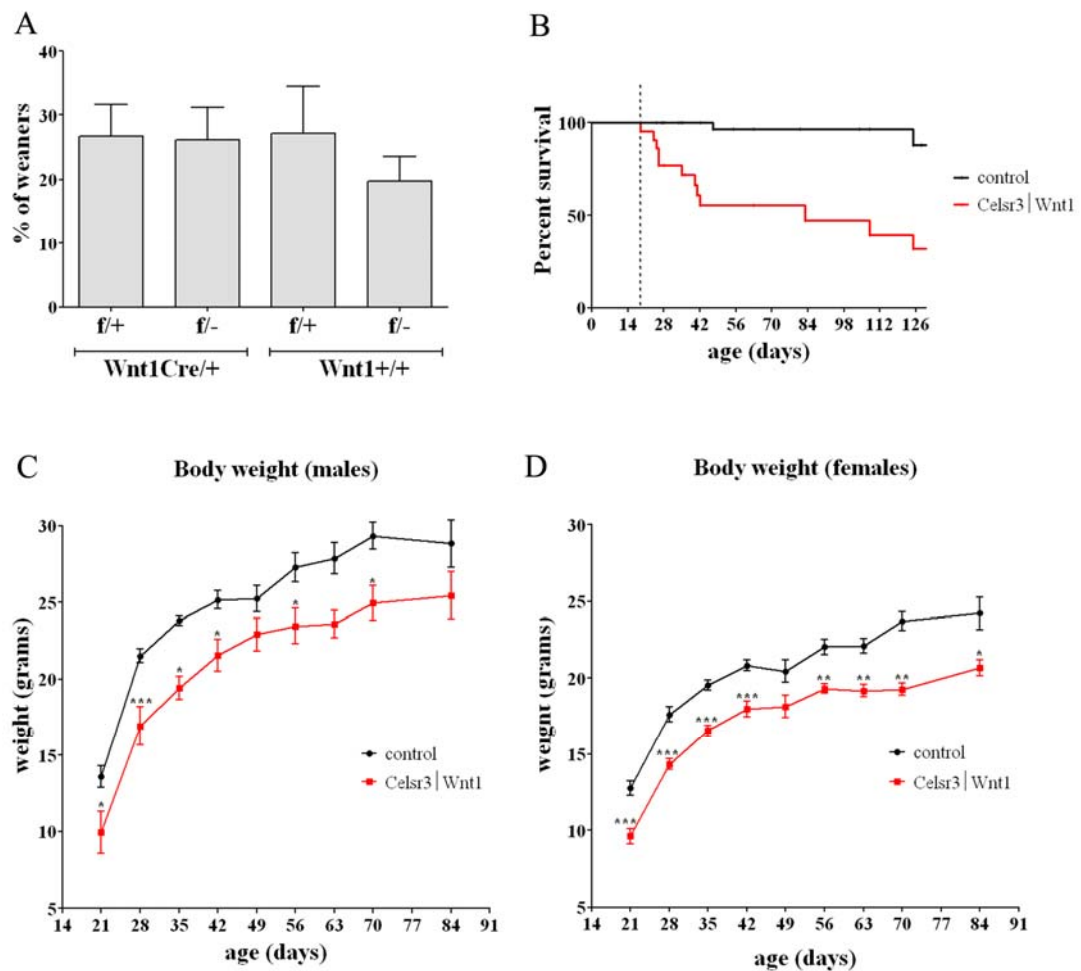 A
% of weaners
40
30
20
10
0
f/+ f/- f/+ f/-
Wnt1Cre/+ Wnt1+/+
B
Percent survival
100
50
0
0 14 28 42 56 70 84 98 112 126
age (days)
control
Celsr3|Wnt1
C Body weight (males)
weight (grams)
30
25
20
15
10
5
* *** * * * *
control
Celsr3|Wnt1
14 21 28 35 42 49 56 63 70 77 84 91
age (days)
D Body weight (females)
weight (grams)
30
25
20
15
10
5
*** *** *** *** ** ** ** *
control
Celsr3|Wnt1
14 21 28 35 42 49 56 63 70 77 84 91
age (days)